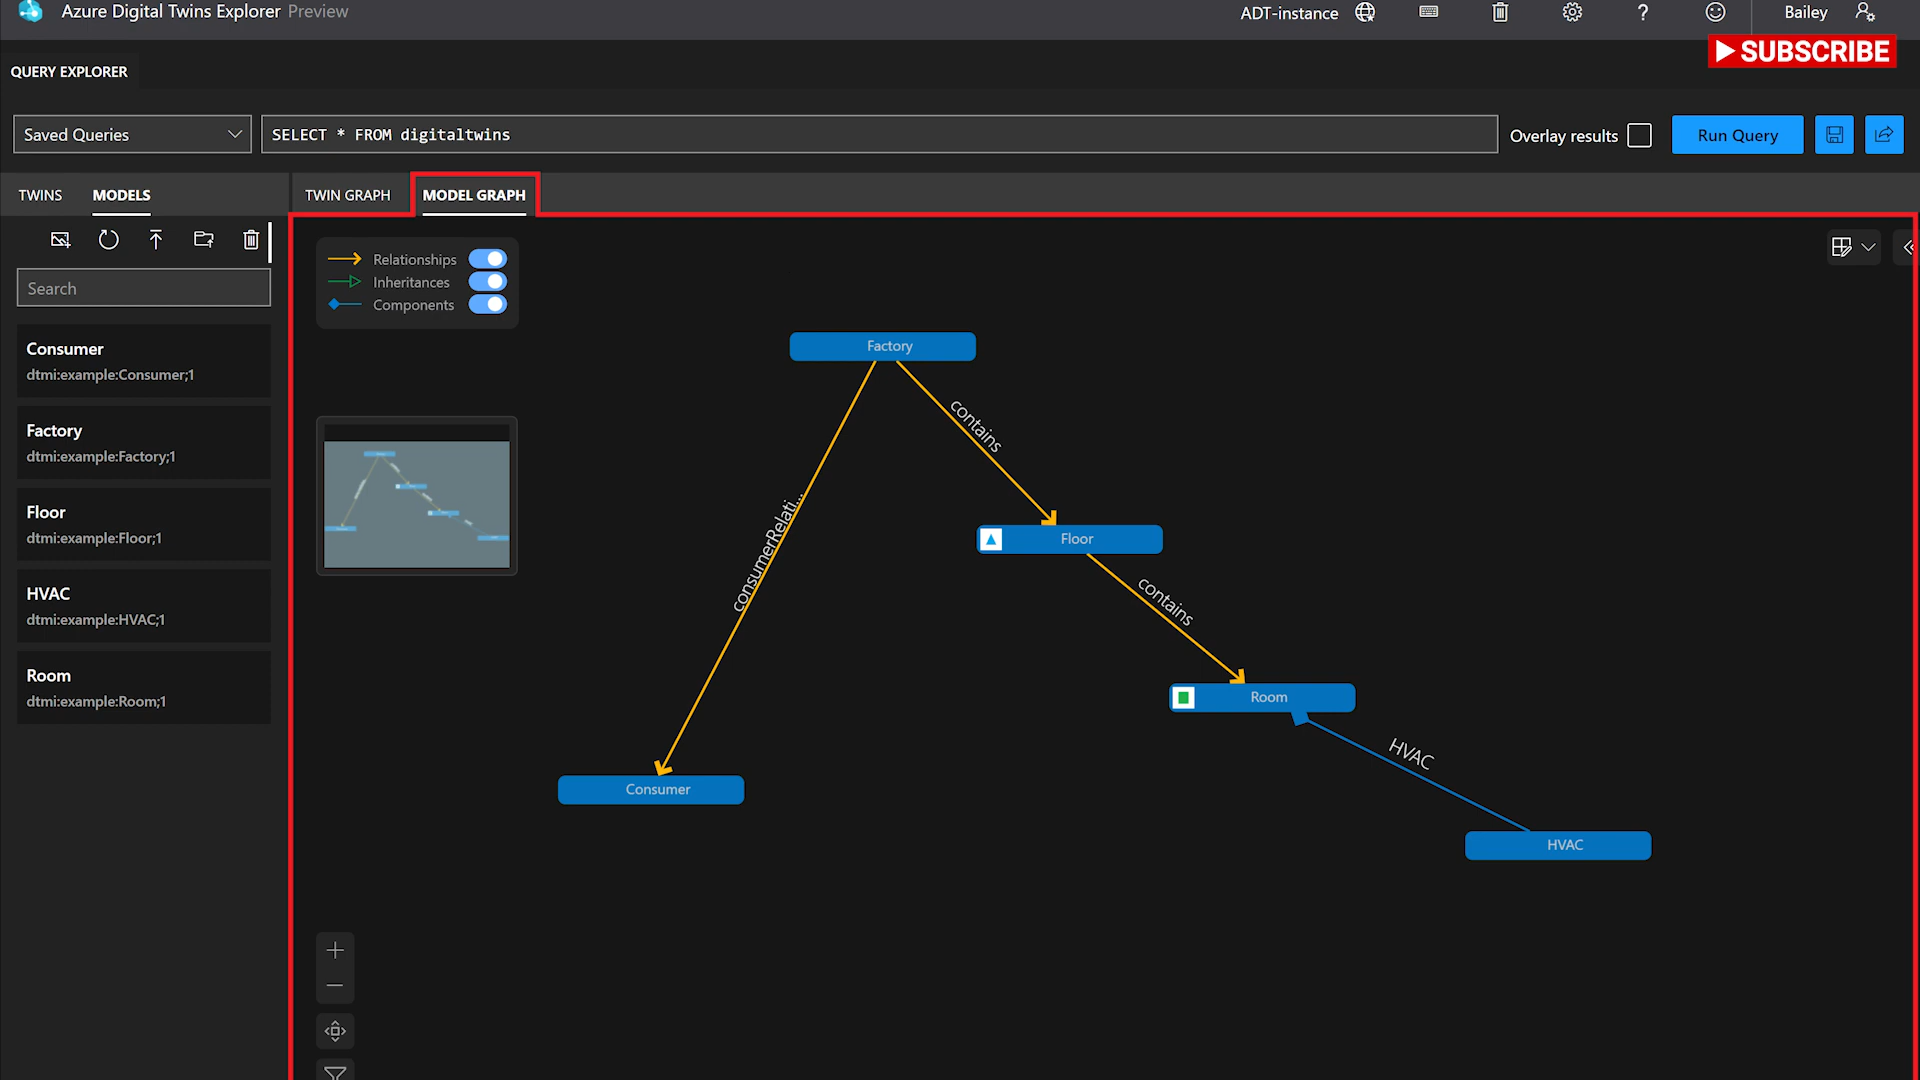 Azure Digital Twins Explorer Preview
ADT-instance
?
Bailey
SUBSCRIBE
QUERY EXPLORER
Saved Queries
SELECT * FROM digitaltwins
Overlay results
Run Query
TWINS
MODELS
TWIN GRAPH
MODEL GRAPH
Search
Consumer
dtmi:example:Consumer;1
Factory
dtmi:example:Factory;1
Floor
dtmi:example:Floor;1
HVAC
dtmi:example:HVAC;1
Room
dtmi:example:Room;1
Relationships
Inheritances
Components
Factory
contains
consumerRelati...
Floor
contains
Room
HVAC
Consumer
HVAC